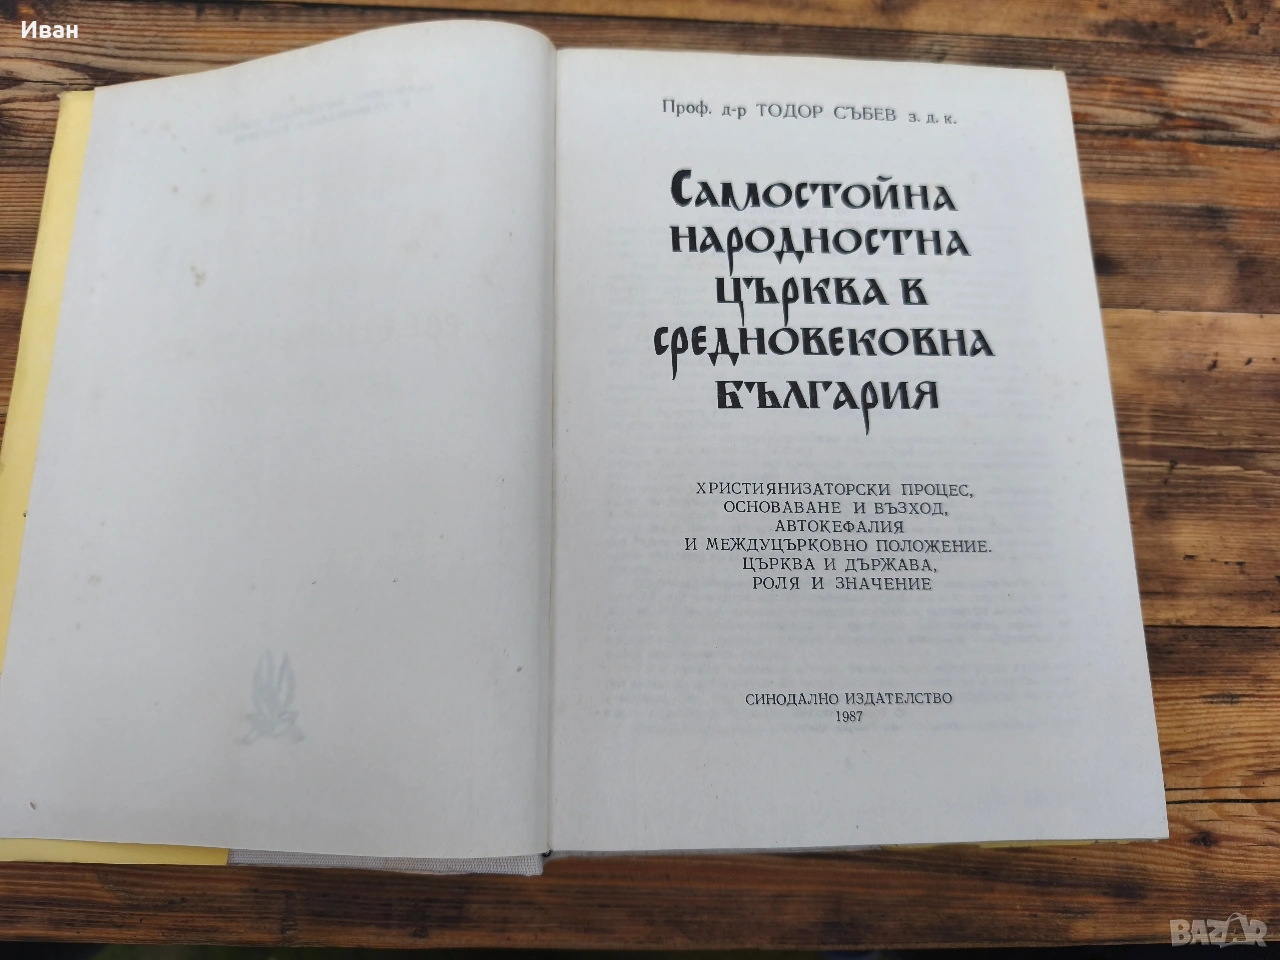 Иван
Проф. д-р ТОДОР СЪБЕВ з. д. к.
Самостойна
народностна
църква в
средновековна
България
ХРИСТИЯНИЗАТОРСКИ ПРОЦЕС,
ОСНОВАВАНЕ И ВЪЗХОД,
АВТОКЕФАЛИЯ
И МЕЖДУЦЪРКОВНО ПОЛОЖЕНИЕ.
ЦЪРКВА И ДЪРЖАВА,
РОЛЯ И ЗНАЧЕНИЕ
СИНОДАЛНО ИЗДАТЕЛСТВО
1987
BAZAR